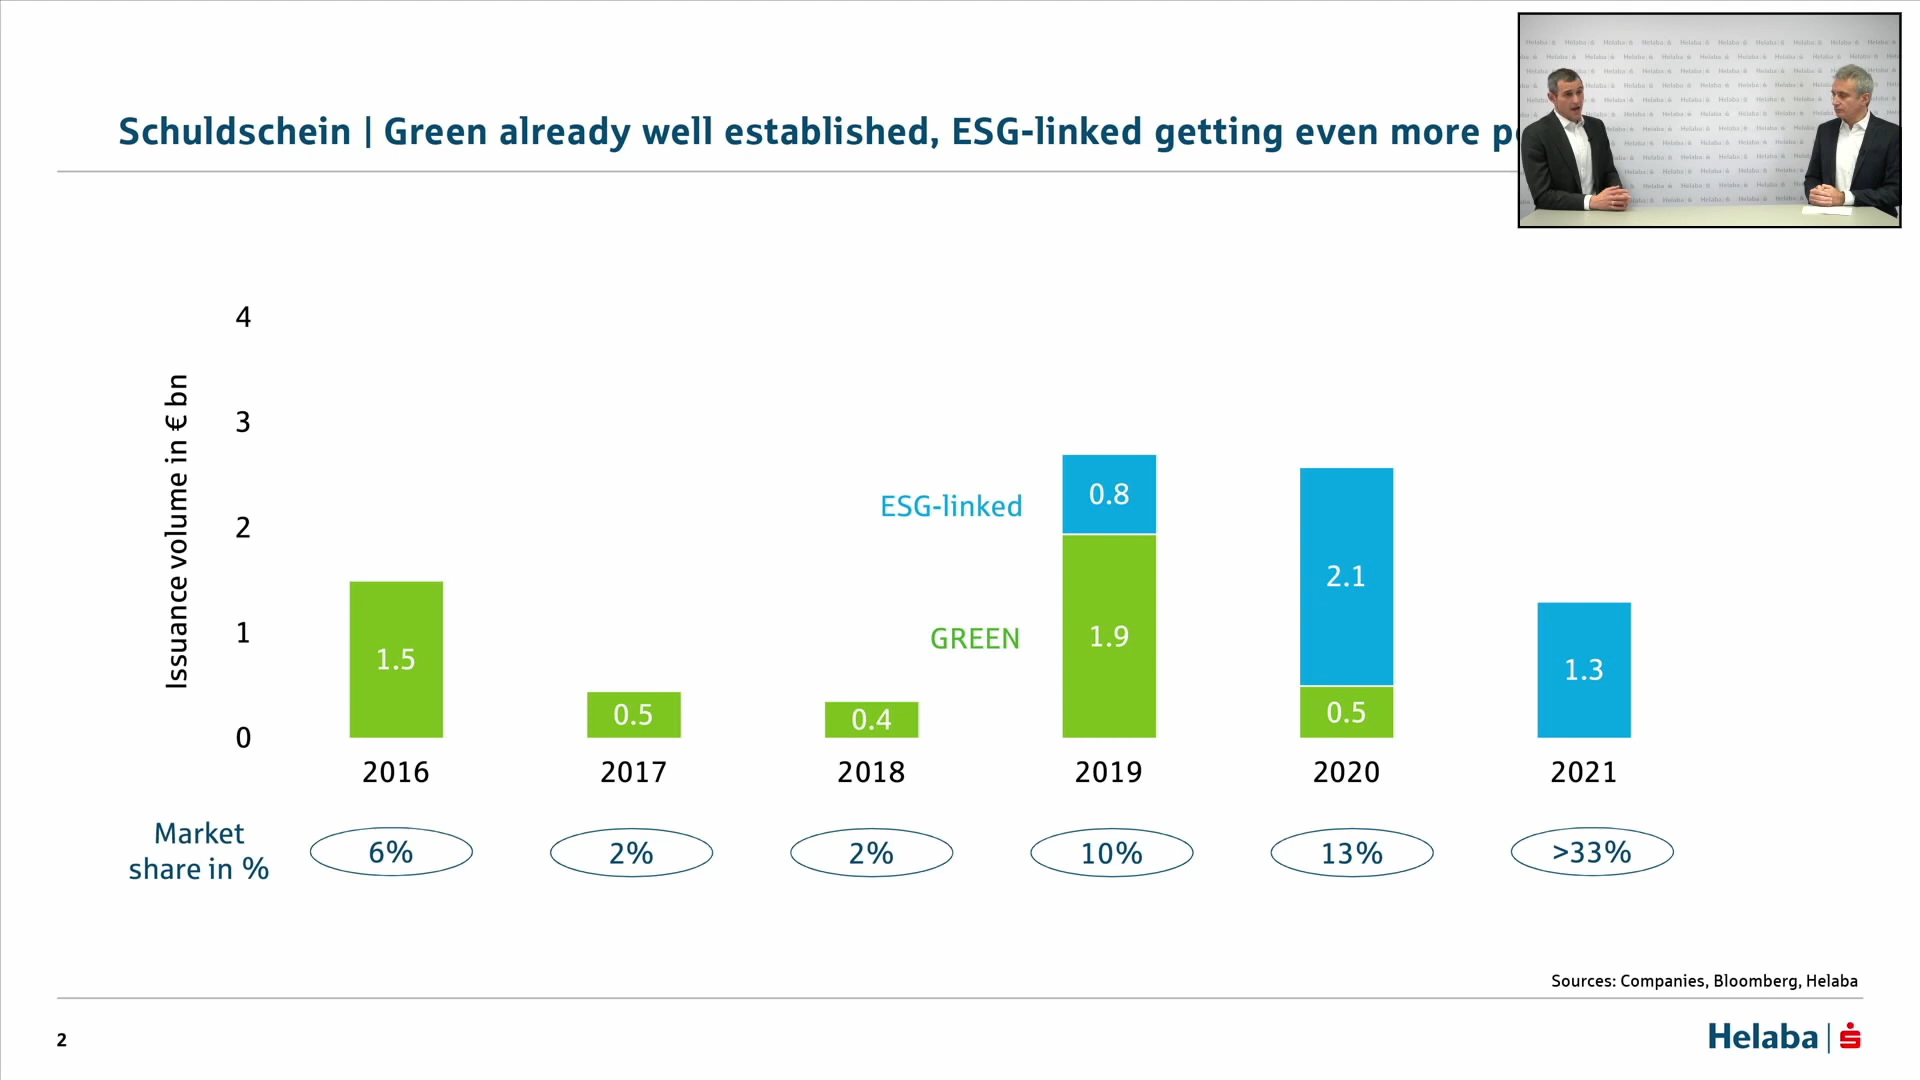 Schuldschein | Green already well established, ESG-linked getting even more
Issuance volume in € bn
4
3
2
1
0
ESG-linked
GREEN
1.5
0.5
0.4
0.8
1.9
2.1
0.5
1.3
2016 2017 2018 2019 2020 2021
Market
share in %
6% 2% 2% 10% 13% >33%
Sources: Companies, Bloomberg, Helaba
2
Helaba